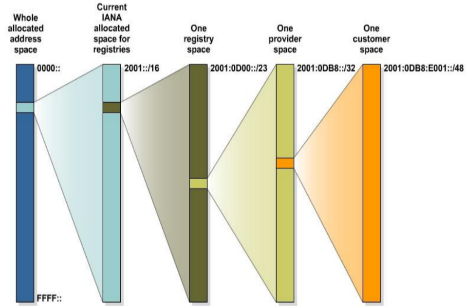 Whole
allocated
address
space
Current
IANA
allocated
space for
registries
One
registry
space
One
provider
space
One
customer
space
0000::
2001::/16
2001:0D00::/23
2001:0DB8::/32
2001:0DB8:E001::/48
FFFF::